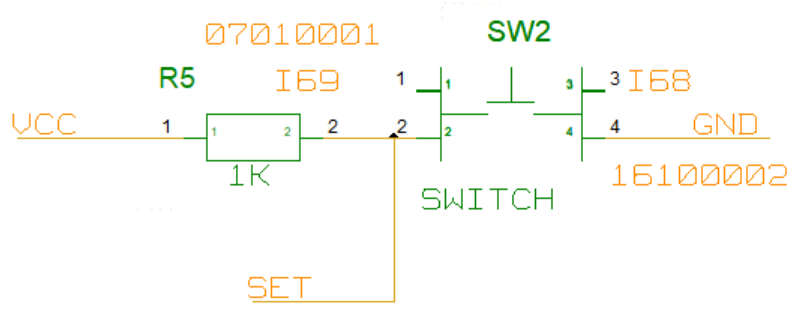 07010001
SW2
R5
I69
1
1
3
3
I68
VCC
1
1
2
2
2
2
4
4
GND
1K
SWITCH
16100002
SET